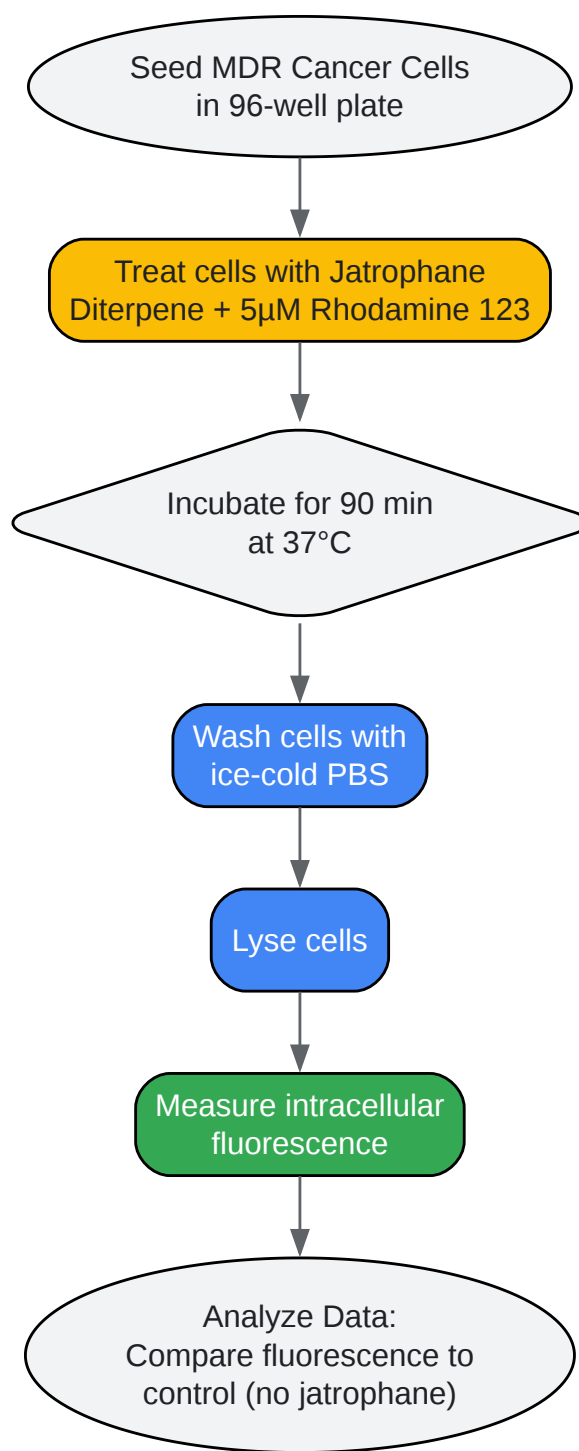 Seed MDR Cancer Cells
in 96-well plate
Treat cells with Jatrophane
Diterpene + 5µM Rhodamine 123
Incubate for 90 min
at 37°C
Wash cells with
ice-cold PBS
Lyse cells
Measure intracellular
fluorescence
Analyze Data:
Compare fluorescence to
control (no jatrophane)